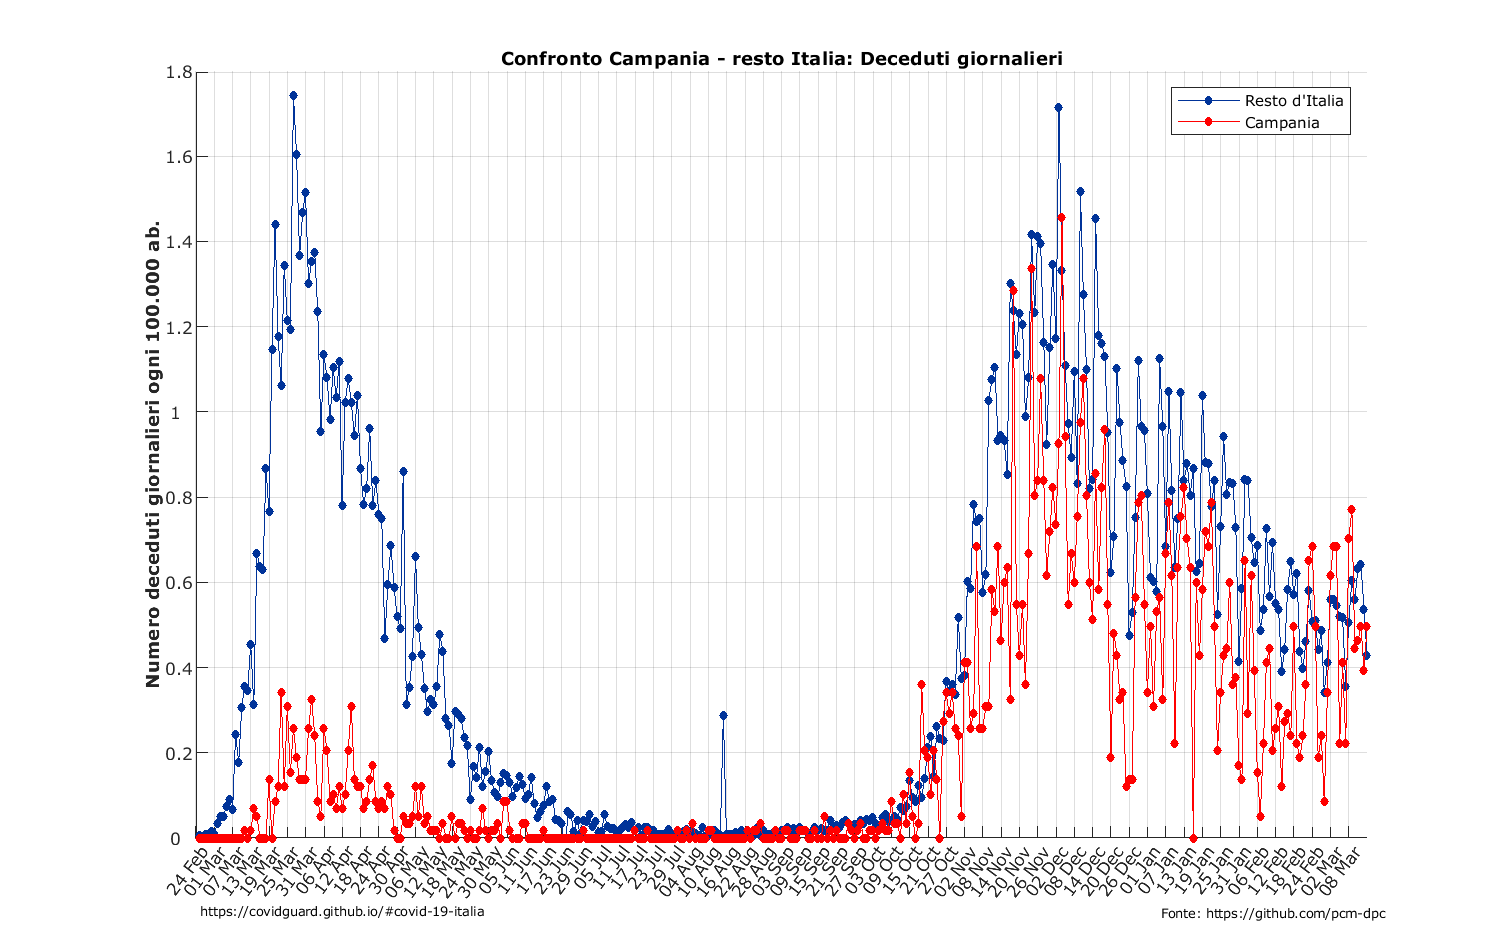 Confronto Campania - resto Italia: Deceduti giornalieri
Numero deceduti giornalieri ogni 100.000 ab.
1.8
1.6
1.4
1.2
1
0.8
0.6
0.4
0.2
0
Resto d'Italia
Campania
24 Feb
01 Mar
07 Mar
13 Mar
19 Mar
25 Mar
31 Mar
06 Apr
12 Apr
18 Apr
24 Apr
30 Apr
06 May
12 May
18 May
24 May
30 May
05 Jun
11 Jun
17 Jun
23 Jun
29 Jun
05 Jul
11 Jul
17 Jul
23 Jul
29 Jul
04 Aug
10 Aug
16 Aug
22 Aug
28 Aug
03 Sep
09 Sep
15 Sep
21 Sep
27 Sep
03 Oct
09 Oct
15 Oct
21 Oct
27 Oct
02 Nov
08 Nov
14 Nov
20 Nov
26 Nov
02 Dec
08 Dec
14 Dec
20 Dec
26 Dec
01 Jan
07 Jan
13 Jan
19 Jan
25 Jan
31 Jan
06 Feb
12 Feb
18 Feb
24 Feb
02 Mar
08 Mar
https://covidguard.github.io/#covid-19-italia
Fonte: https://github.com/pcm-dpc